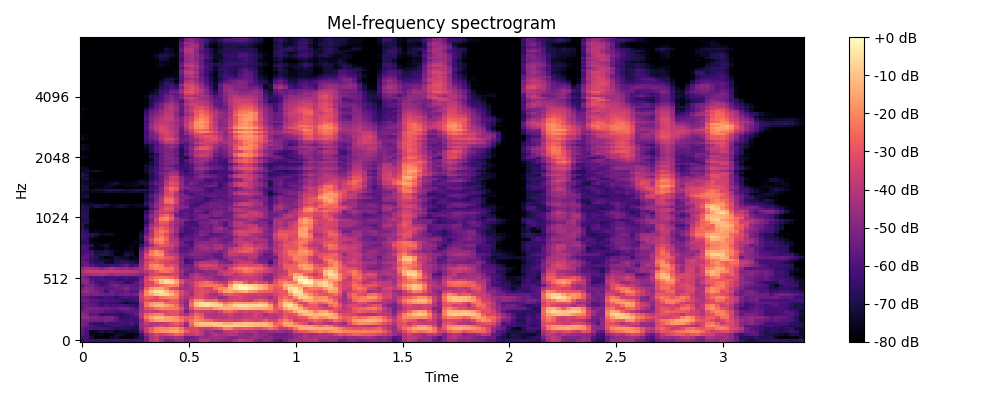 Mel-frequency spectrogram
Hz
4096
2048
1024
512
0
0
0.5
1
1.5
2
2.5
3
Time
+0 dB
-10 dB
-20 dB
-30 dB
-40 dB
-50 dB
-60 dB
-70 dB
-80 dB